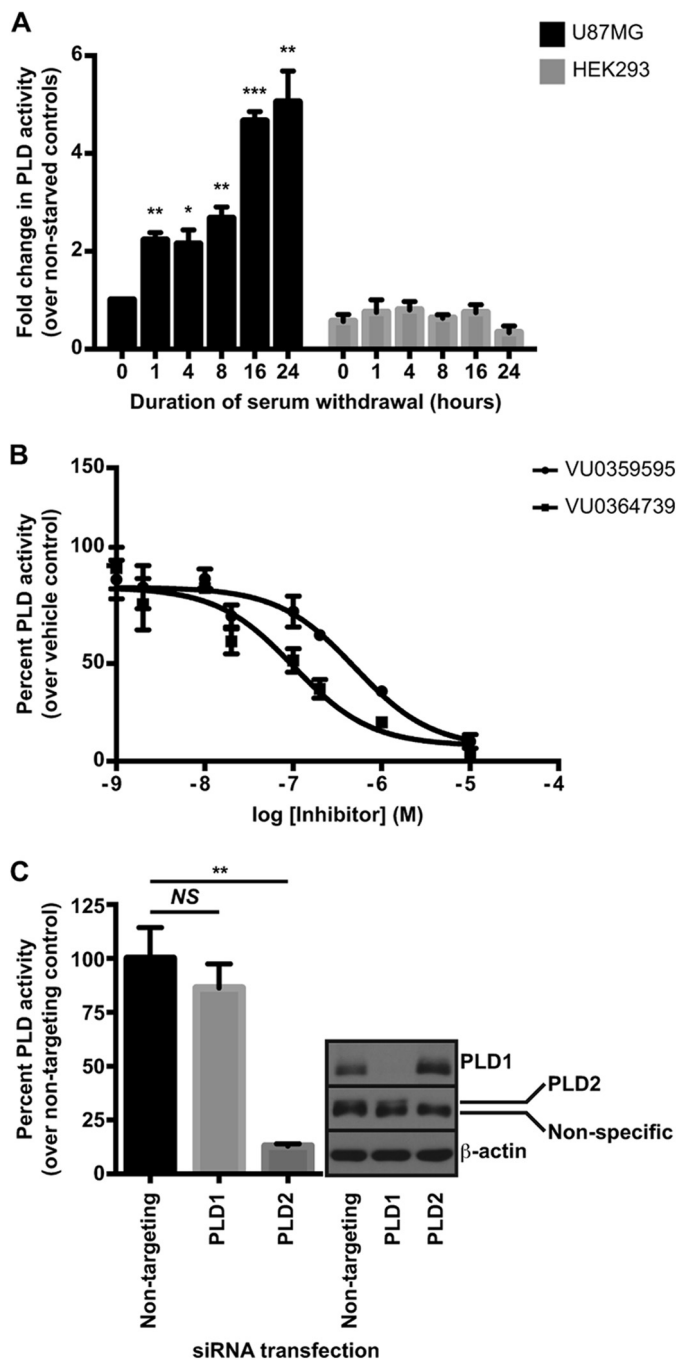 A
U87MG
HEK293
Fold change in PLD activity
(over non-starved controls)
6
4
2
0
** * ** *** **
0 1 4 8 16 24 0 1 4 8 16 24
Duration of serum withdrawal (hours)
B
VU0359595
VU0364739
Percent PLD activity
(over vehicle control)
150
100
50
0
-9 -8 -7 -6 -5 -4
log [Inhibitor] (M)
C
**
NS
Percent PLD activity
(over non-targeting control)
125
100
75
50
25
0
Non-targeting
PLD1
PLD2
PLD1
PLD2
Non-specific
β-actin
Non-targeting
PLD1
PLD2
siRNA transfection